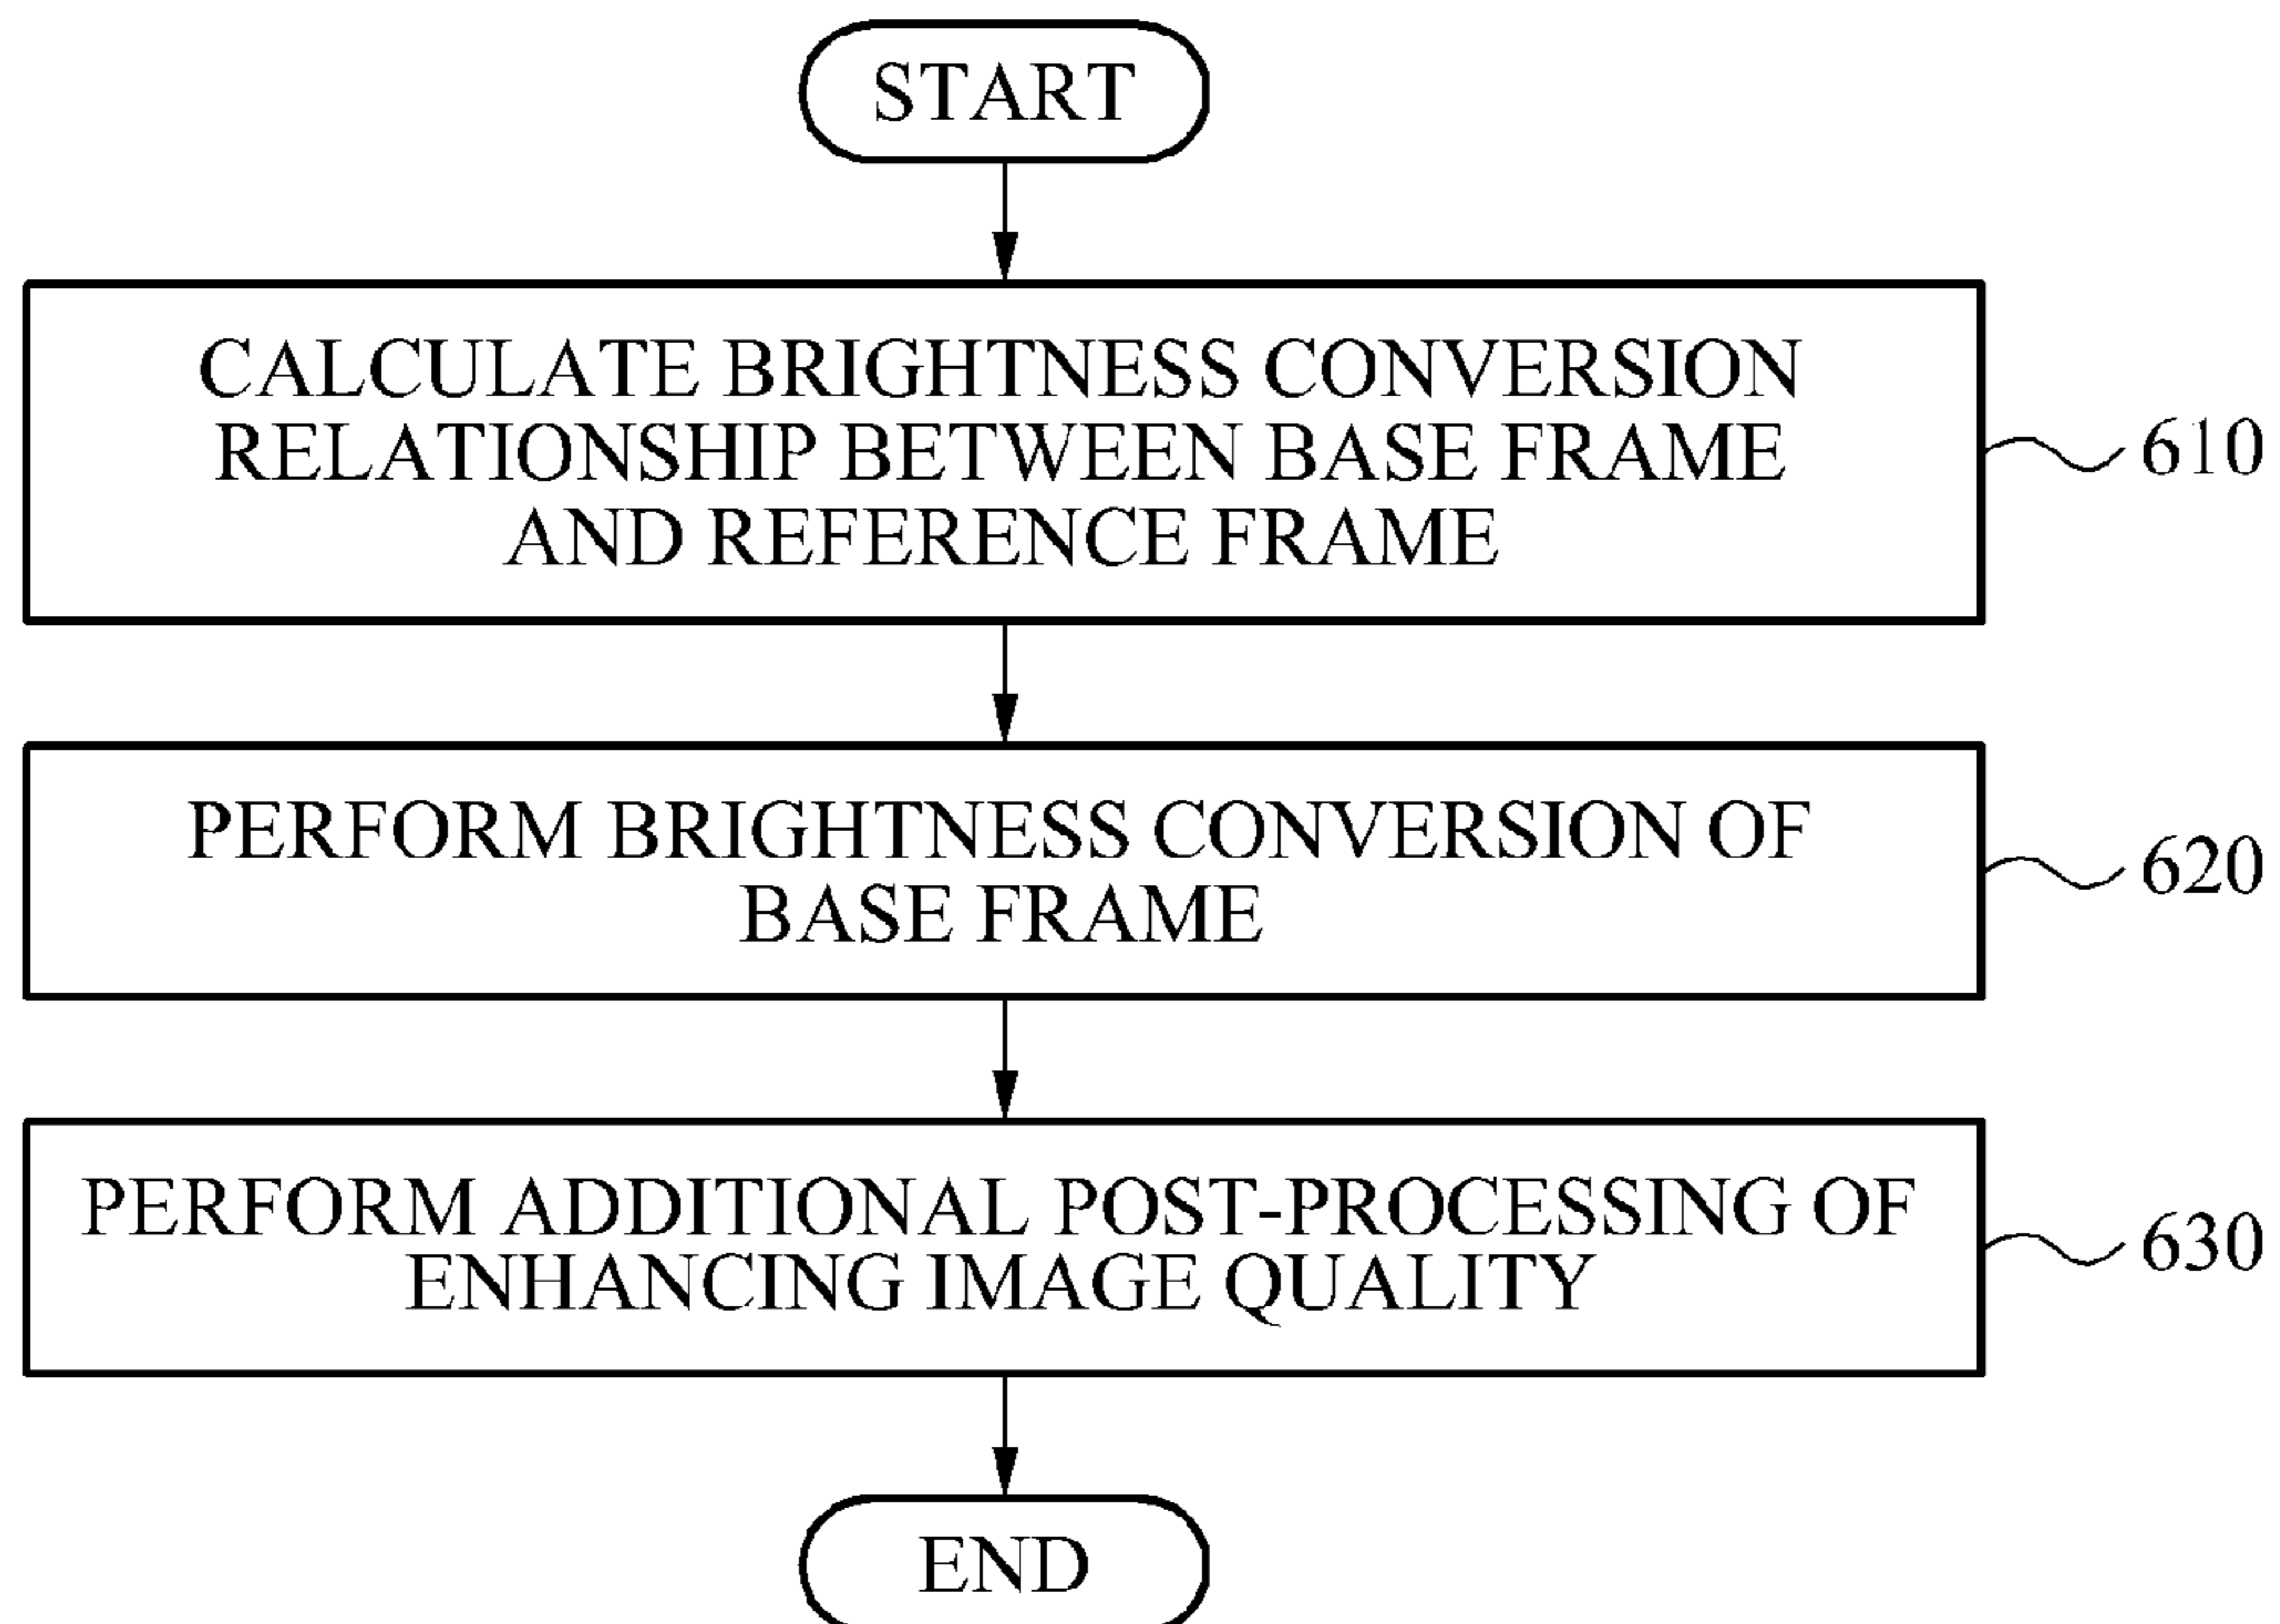 START
CALCULATE BRIGHTNESS CONVERSION
RELATIONSHIP BETWEEN BASE FRAME
AND REFERENCE FRAME
610
PERFORM BRIGHTNESS CONVERSION OF
BASE FRAME
620
PERFORM ADDITIONAL POST-PROCESSING OF
ENHANCING IMAGE QUALITY
630
END